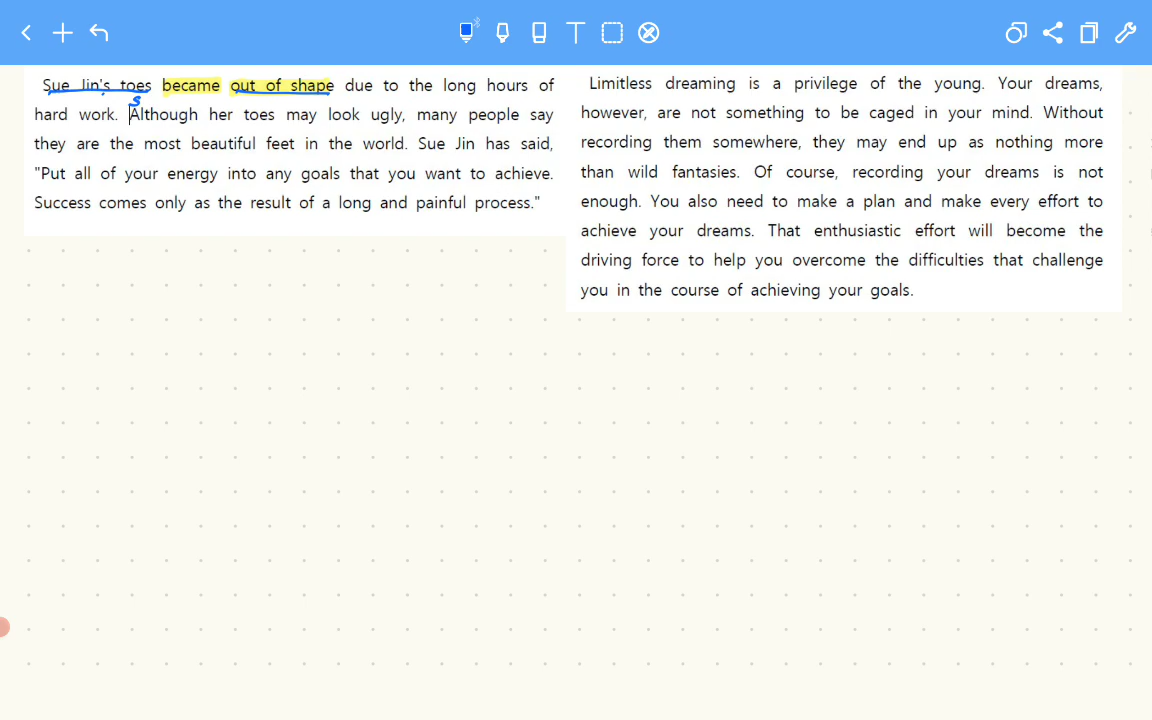 Sue Jin's toes became out of shape due to the long hours of
s
hard work. Although her toes may look ugly, many people say
they are the most beautiful feet in the world. Sue Jin has said,
"Put all of your energy into any goals that you want to achieve.
Success comes only as the result of a long and painful process."
Limitless dreaming is a privilege of the young. Your dreams,
however, are not something to be caged in your mind. Without
recording them somewhere, they may end up as nothing more
than wild fantasies. Of course, recording your dreams is not
enough. You also need to make a plan and make every effort to
achieve your dreams. That enthusiastic effort will become the
driving force to help you overcome the difficulties that challenge
you in the course of achieving your goals.